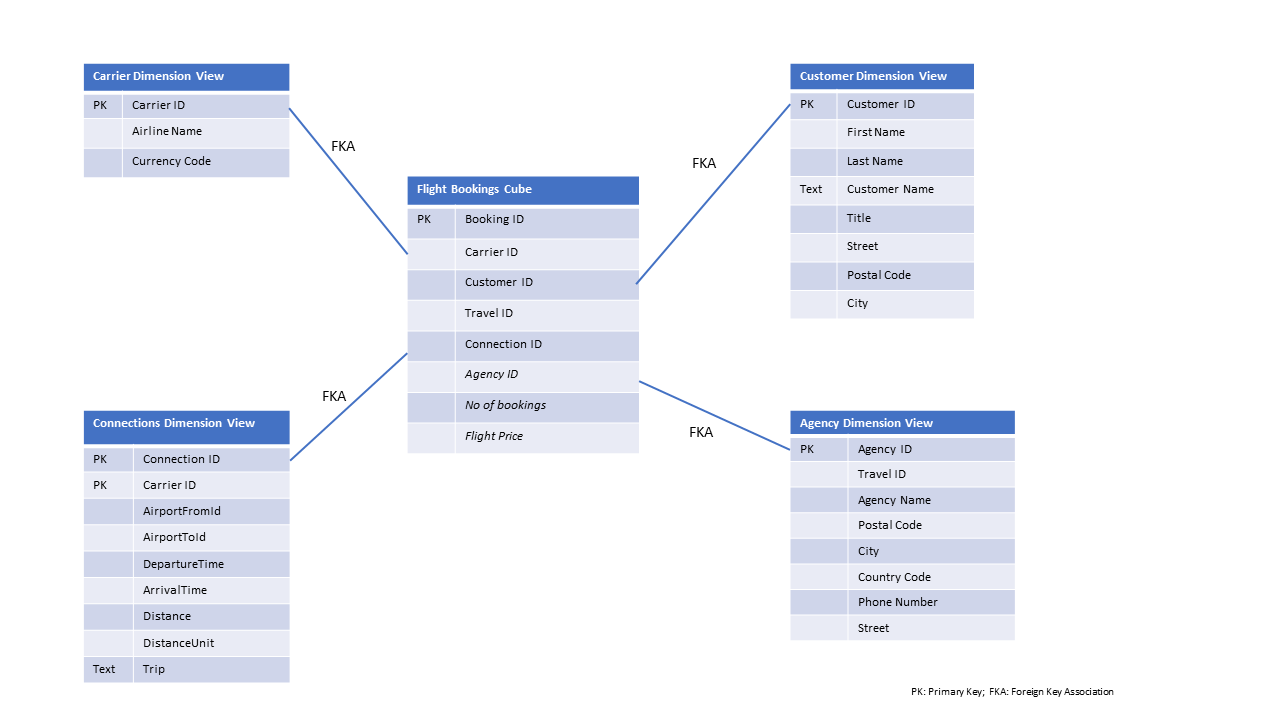 Carrier Dimension View
PK Carrier ID
Airline Name
Currency Code
FKA
Customer Dimension View
PK Customer ID
First Name
Last Name
Text Customer Name
Title
Street
Postal Code
City
FKA
Flight Bookings Cube
PK Booking ID
Carrier ID
Customer ID
Travel ID
Connection ID
Agency ID
No of bookings
Flight Price
FKA
Connections Dimension View
PK Connection ID
PK Carrier ID
AirportFromId
AirportToId
DepartureTime
ArrivalTime
Distance
DistanceUnit
Text Trip
FKA
Agency Dimension View
PK Agency ID
Travel ID
Agency Name
Postal Code
City
Country Code
Phone Number
Street
PK: Primary Key; FKA: Foreign Key Association